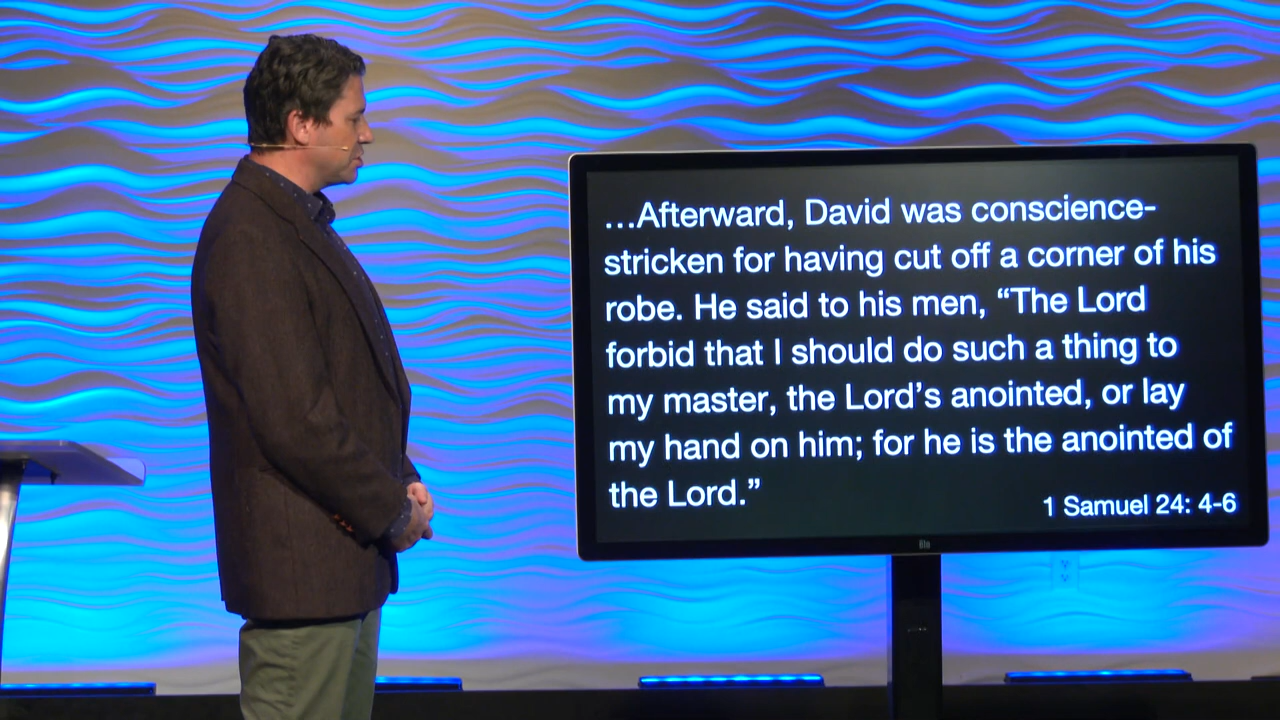 …Afterward, David was conscience-
stricken for having cut off a corner of his
robe. He said to his men, “The Lord
forbid that I should do such a thing to
my master, the Lord’s anointed, or lay
my hand on him; for he is the anointed of
the Lord.”
1 Samuel 24: 4-6
Elo